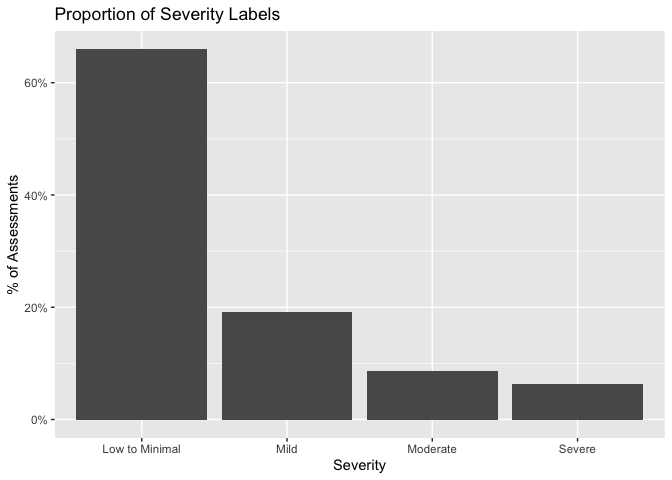 Proportion of Severity Labels
% of Assessments
60%
40%
20%
0%
Low to Minimal
Mild
Moderate
Severe
Severity